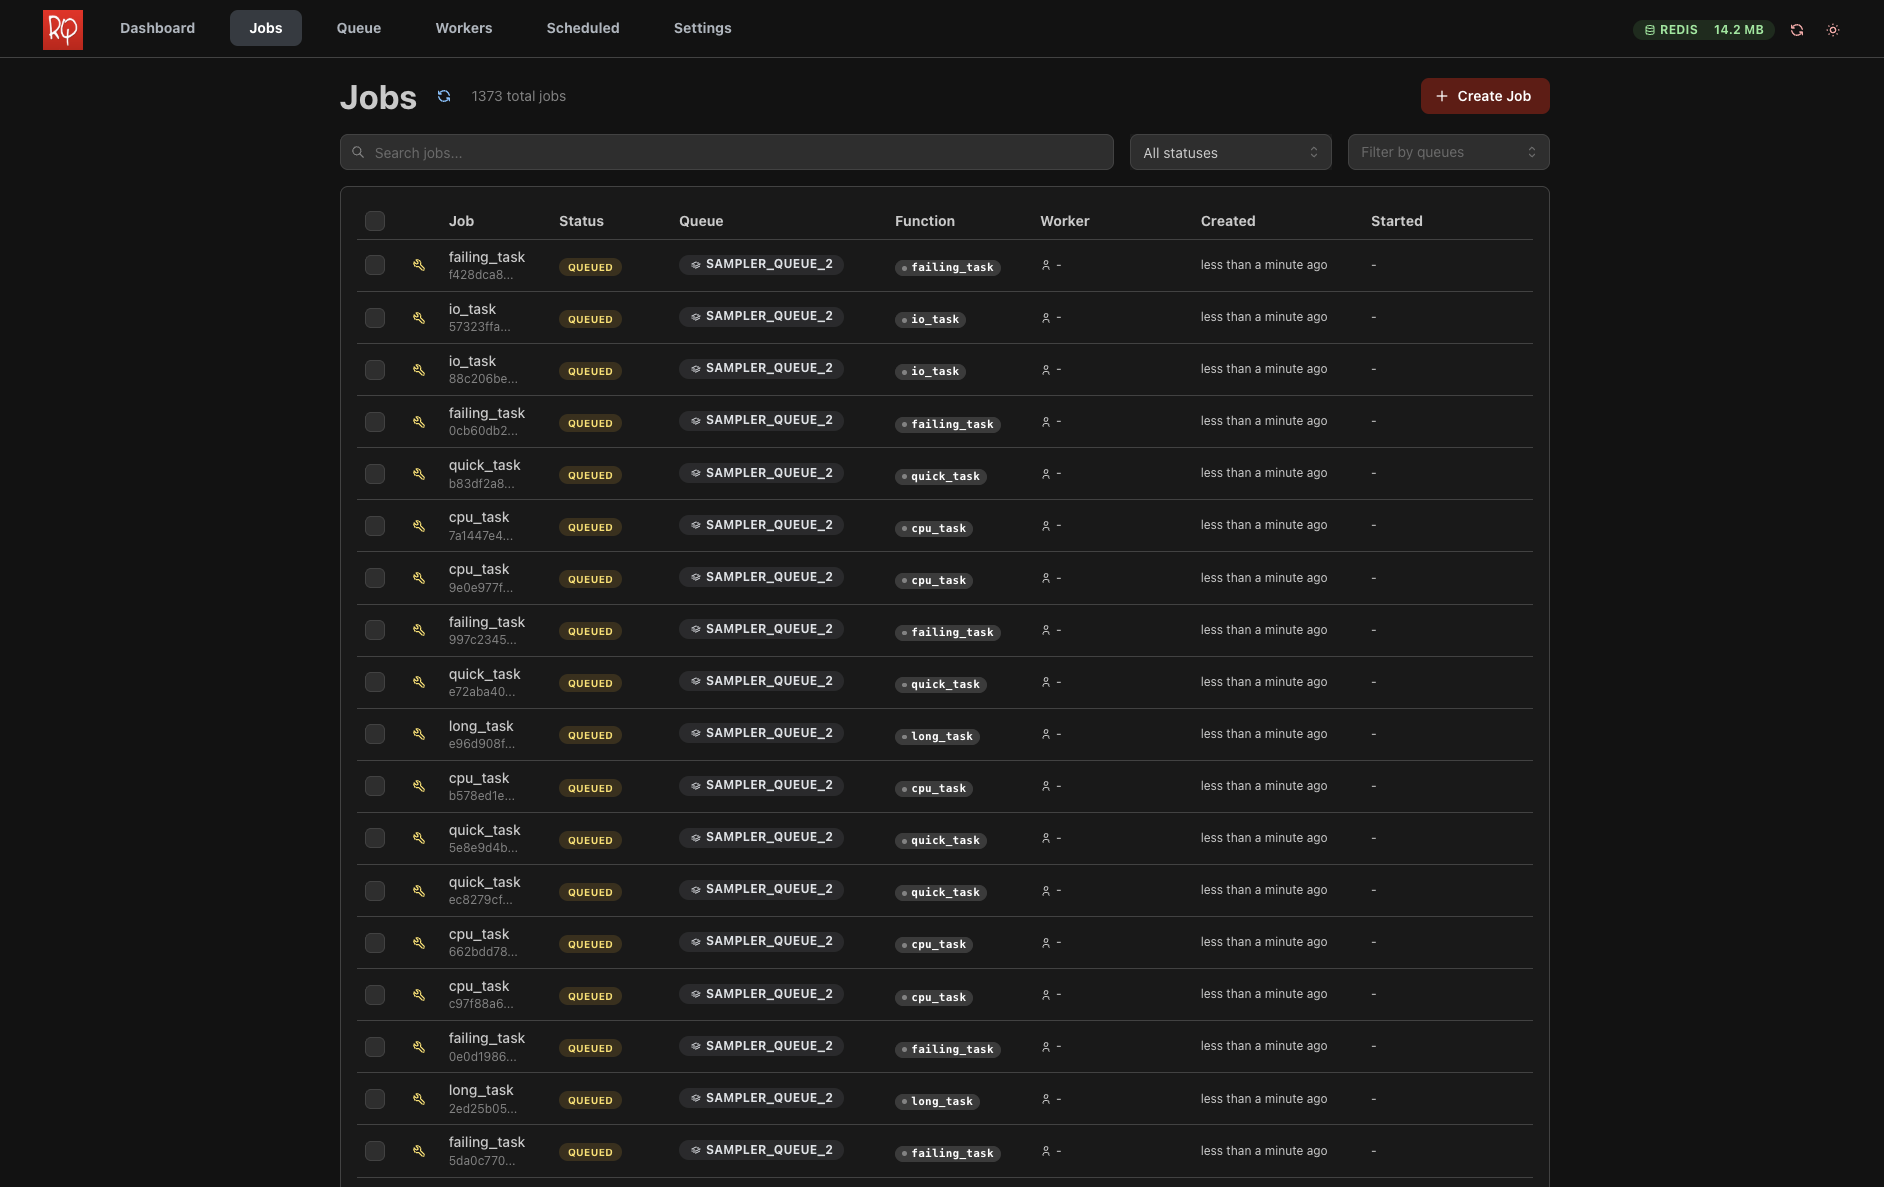 RQ
Dashboard Jobs Queue Workers Scheduled Settings REDIS 14.2 MB
Jobs 1373 total jobs Create Job
Search jobs... All statuses Filter by queues
Job Status Queue Function Worker Created Started
failing_task
f428dca8... QUEUED SAMPLER_QUEUE_2 failing_task - less than a minute ago -
io_task
57323ffa... QUEUED SAMPLER_QUEUE_2 io_task - less than a minute ago -
io_task
88c206be... QUEUED SAMPLER_QUEUE_2 io_task - less than a minute ago -
failing_task
0cb60db2... QUEUED SAMPLER_QUEUE_2 failing_task - less than a minute ago -
quick_task
b83df2a8... QUEUED SAMPLER_QUEUE_2 quick_task - less than a minute ago -
cpu_task
7a1447e4... QUEUED SAMPLER_QUEUE_2 cpu_task - less than a minute ago -
cpu_task
9e0e977f... QUEUED SAMPLER_QUEUE_2 cpu_task - less than a minute ago -
failing_task
997c2345... QUEUED SAMPLER_QUEUE_2 failing_task - less than a minute ago -
quick_task
e72aba40... QUEUED SAMPLER_QUEUE_2 quick_task - less than a minute ago -
long_task
e96d908f... QUEUED SAMPLER_QUEUE_2 long_task - less than a minute ago -
cpu_task
b578ed1e... QUEUED SAMPLER_QUEUE_2 cpu_task - less than a minute ago -
quick_task
5e8e9d4b... QUEUED SAMPLER_QUEUE_2 quick_task - less than a minute ago -
quick_task
ec8279cf... QUEUED SAMPLER_QUEUE_2 quick_task - less than a minute ago -
cpu_task
662bdd78... QUEUED SAMPLER_QUEUE_2 cpu_task - less than a minute ago -
cpu_task
c97f88a6... QUEUED SAMPLER_QUEUE_2 cpu_task - less than a minute ago -
failing_task
0e0d1986... QUEUED SAMPLER_QUEUE_2 failing_task - less than a minute ago -
long_task
2ed25b05... QUEUED SAMPLER_QUEUE_2 long_task - less than a minute ago -
failing_task
5da0c770... QUEUED SAMPLER_QUEUE_2 failing_task - less than a minute ago -